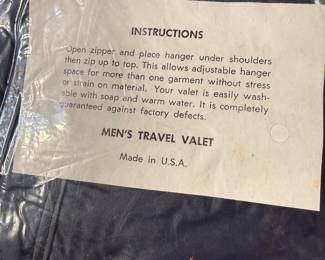 INSTRUCTIONS
Open zipper and place hanger under shoulders
then zip up to top. This allows adjustable hanger
space for more than one garment without stress
or strain on material. Your valet is easily wash-
able with soap and warm water. It is completely
guaranteed against factory defects.
MEN'S TRAVEL VALET
Made in U.S.A.